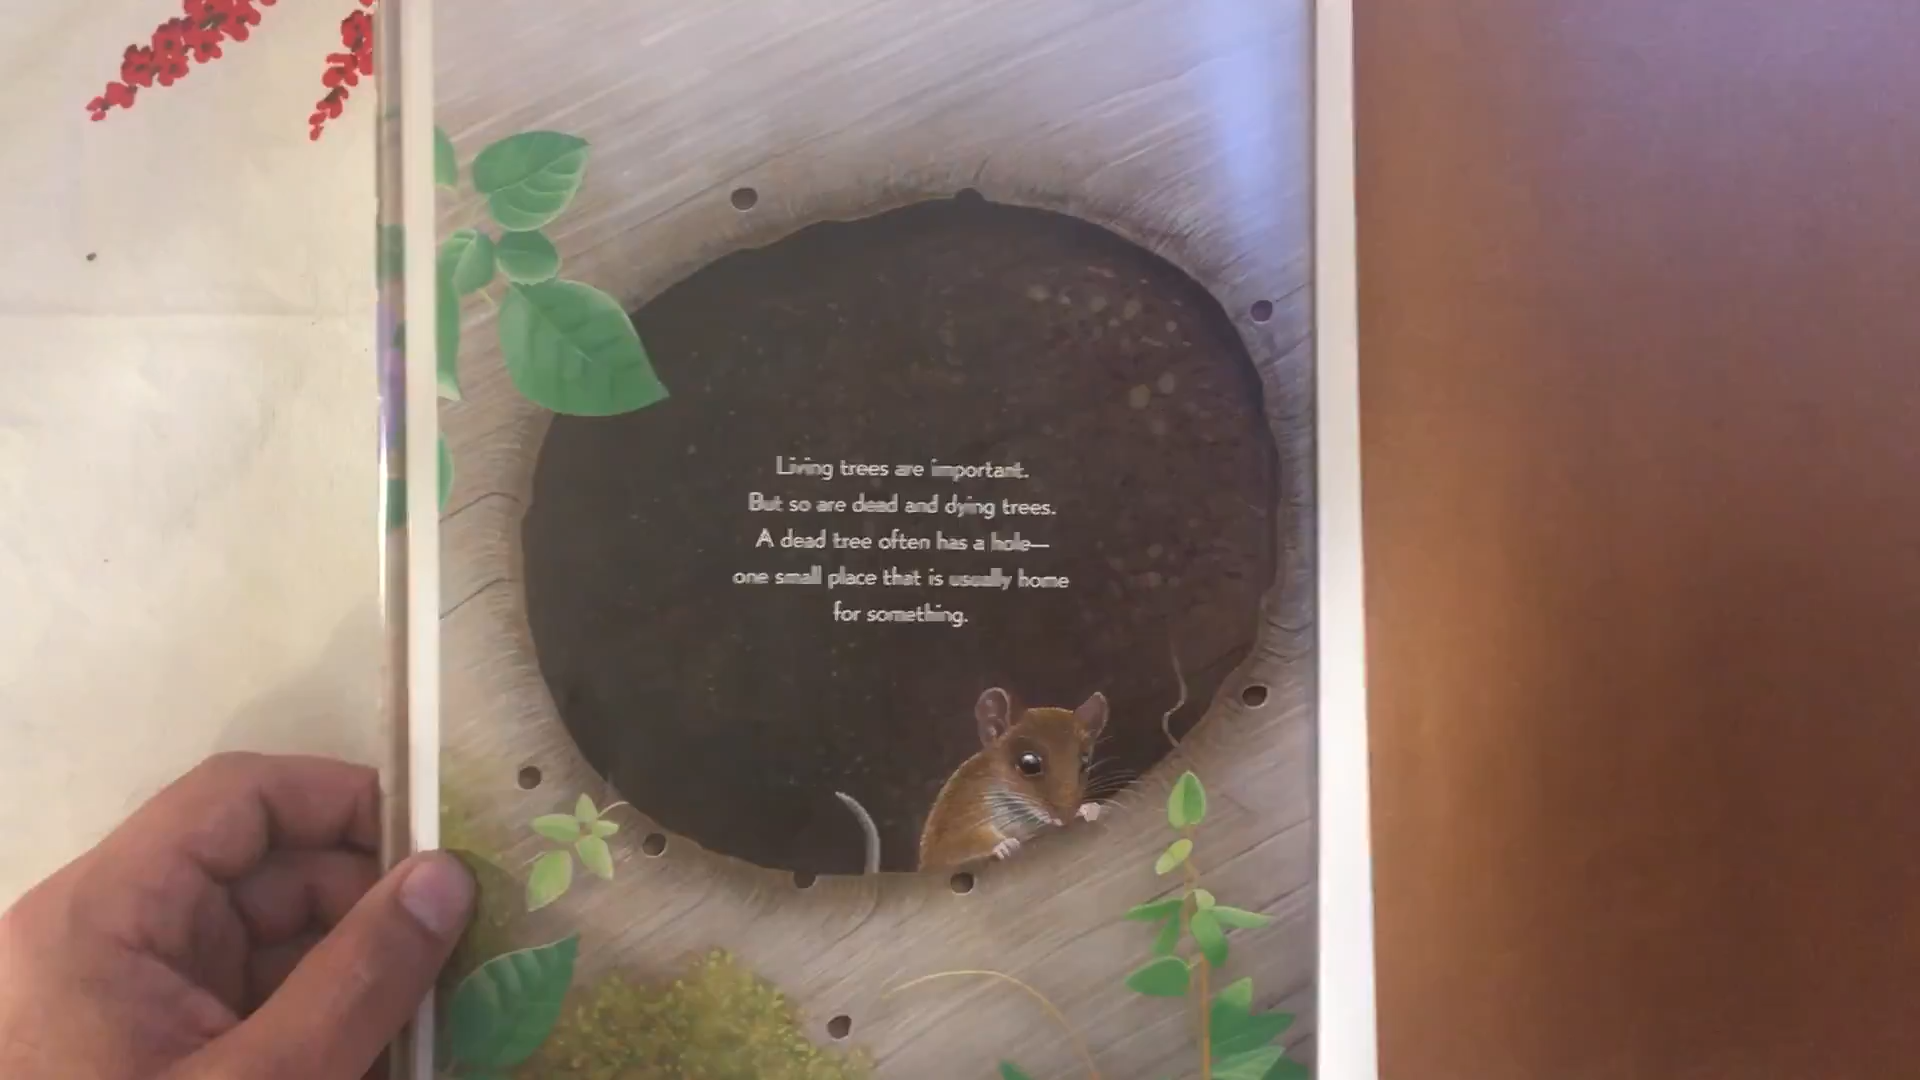 Living trees are important.
But so are dead and dying trees.
A dead tree often has a hole—
one small place that is usually home
for something.